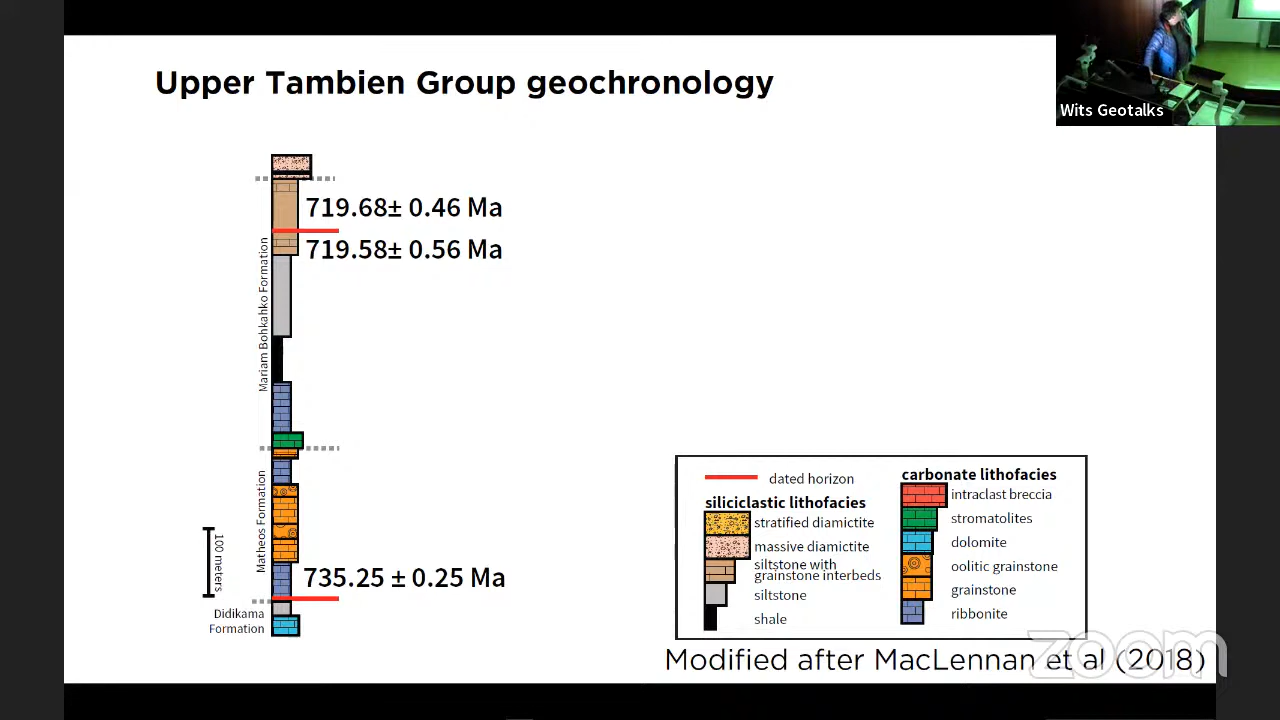 Upper Tambien Group geochronology
Wits Geotalks
719.68± 0.46 Ma
719.58± 0.56 Ma
Mariam Bohkahko Formation
Matheos Formation
100 meters
735.25 ± 0.25 Ma
Didikama
Formation
dated horizon
siliciclastic lithofacies
stratified diamictite
massive diamictite
siltstone with
grainstone interbeds
siltstone
shale
carbonate lithofacies
intraclast breccia
stromatolites
dolomite
oolitic grainstone
grainstone
ribbonite
Modified after MacLennan et al (2018)
zoom